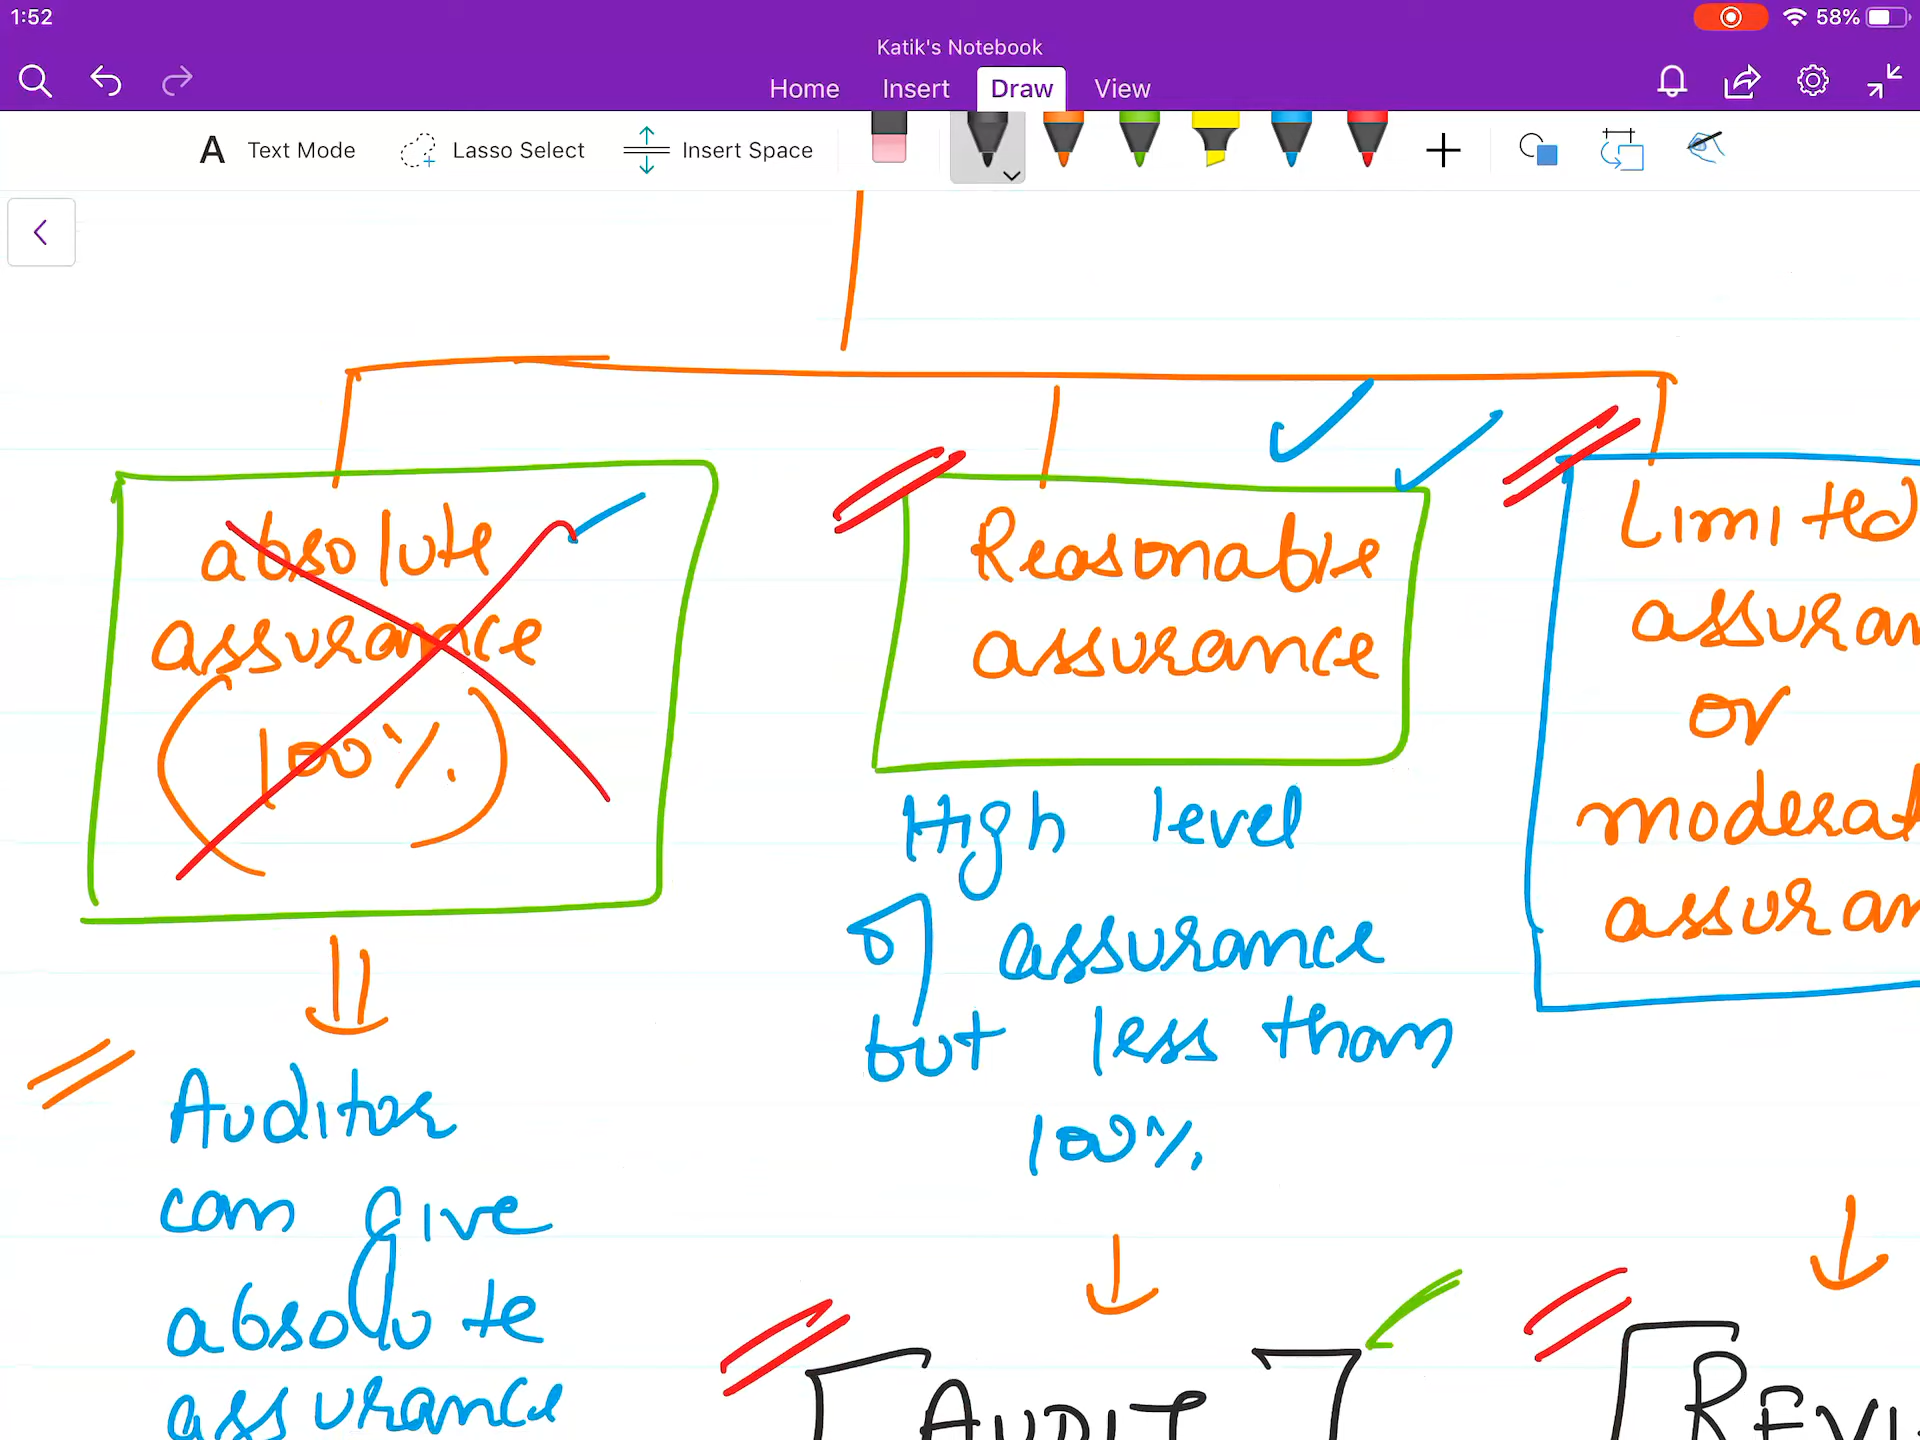 1:52
58%
Katik's Notebook
Home Insert Draw View
A Text Mode Lasso Select Insert Space
absolute
assurance
(100%.)
Reasonable
assurance
Limited
assuran
or
moderat
assuran
High level
of assurance
but less than
100%.
Auditor
can give
absolute
assurance
AUDIT
REVI